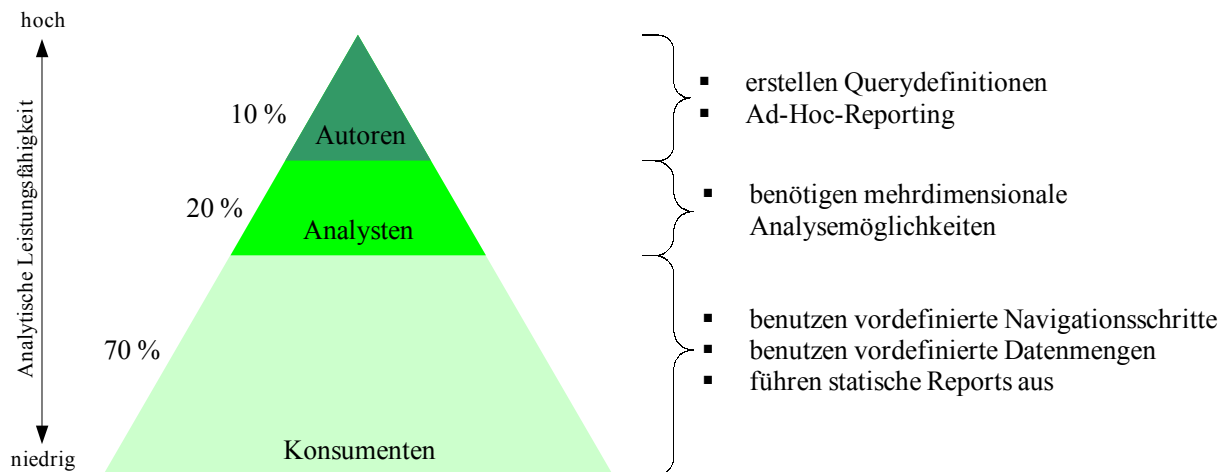 hoch
Analytische Leistungsfähigkeit
niedrig
10 %
Autoren
20 %
Analysten
70 %
Konsumenten
▪ erstellen Querydefinitionen
▪ Ad-Hoc-Reporting
▪ benötigen mehrdimensionale
Analysemöglichkeiten
▪ benutzen vordefinierte Navigationsschritte
▪ benutzen vordefinierte Datenmengen
▪ führen statische Reports aus